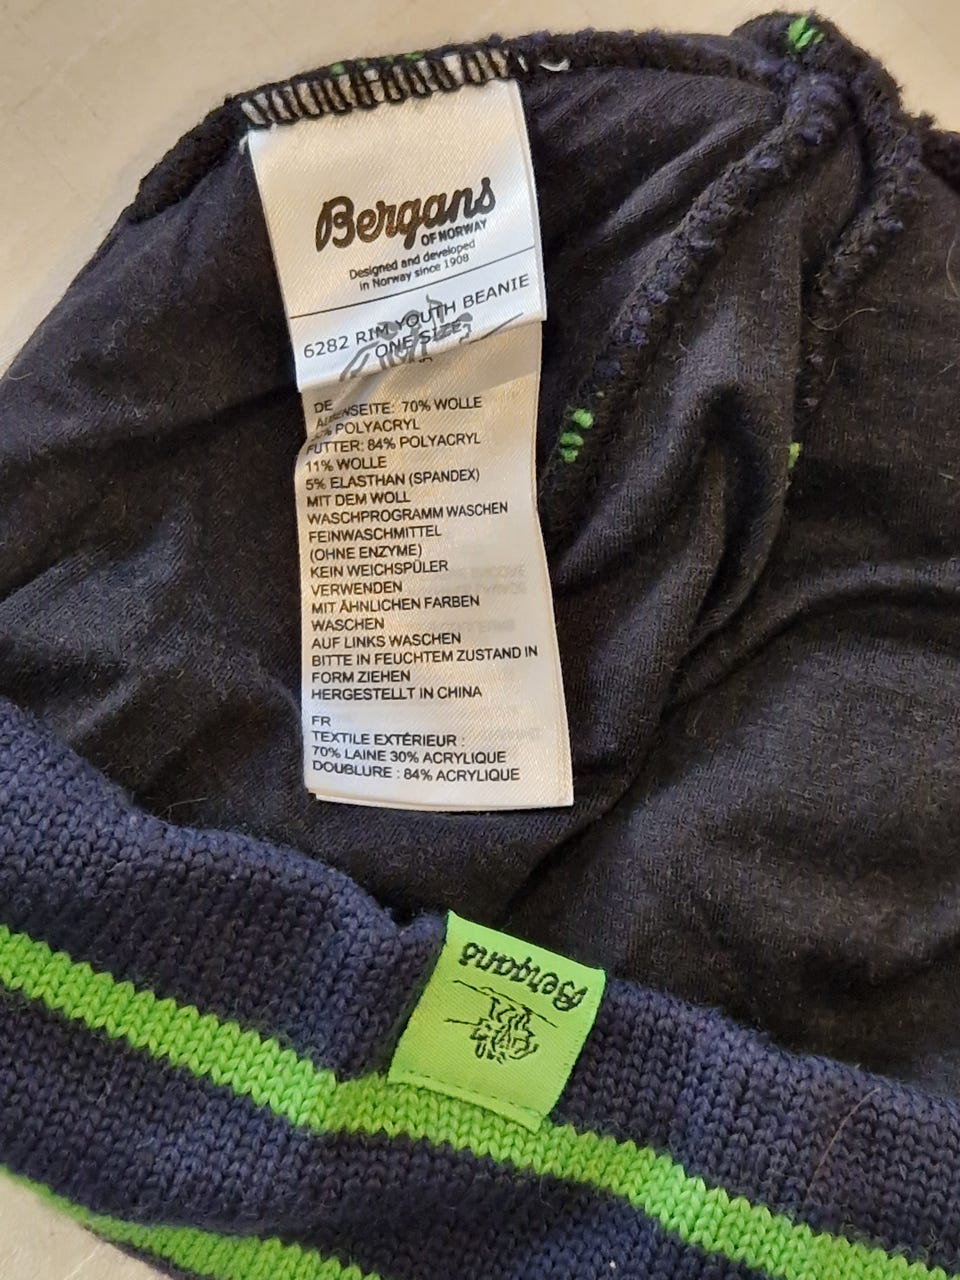 Bergans
OF NORWAY
Designed and developed
in Norway since 1908
6282 RIM YOUTH BEANIE
ONE SIZE
DE
AUßENSEITE: 70% WOLLE
30% POLYACRYL
FUTTER: 84% POLYACRYL
11% WOLLE
5% ELASTHAN (SPANDEX)
MIT DEM WOLL
WASCHPROGRAMM WASCHEN
FEINWASCHMITTEL
(OHNE ENZYME)
KEIN WEICHSPÜLER
VERWENDEN
MIT ÄHNLICHEN FARBEN
WASCHEN
AUF LINKS WASCHEN
BITTE IN FEUCHTEM ZUSTAND IN
FORM ZIEHEN
HERGESTELLT IN CHINA
FR
TEXTILE EXTÉRIEUR :
70% LAINE 30% ACRYLIQUE
DOUBLURE : 84% ACRYLIQUE
Bergans